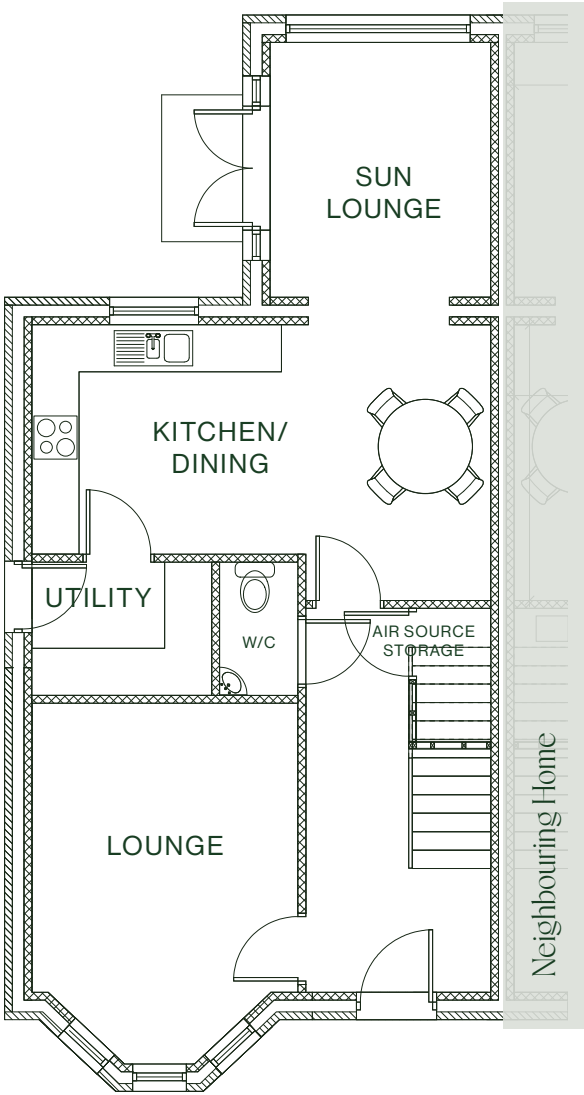 SUN
LOUNGE
KITCHEN/
DINING
UTILITY
W/C
AIR SOURCE
STORAGE
LOUNGE
Neighbouring Home